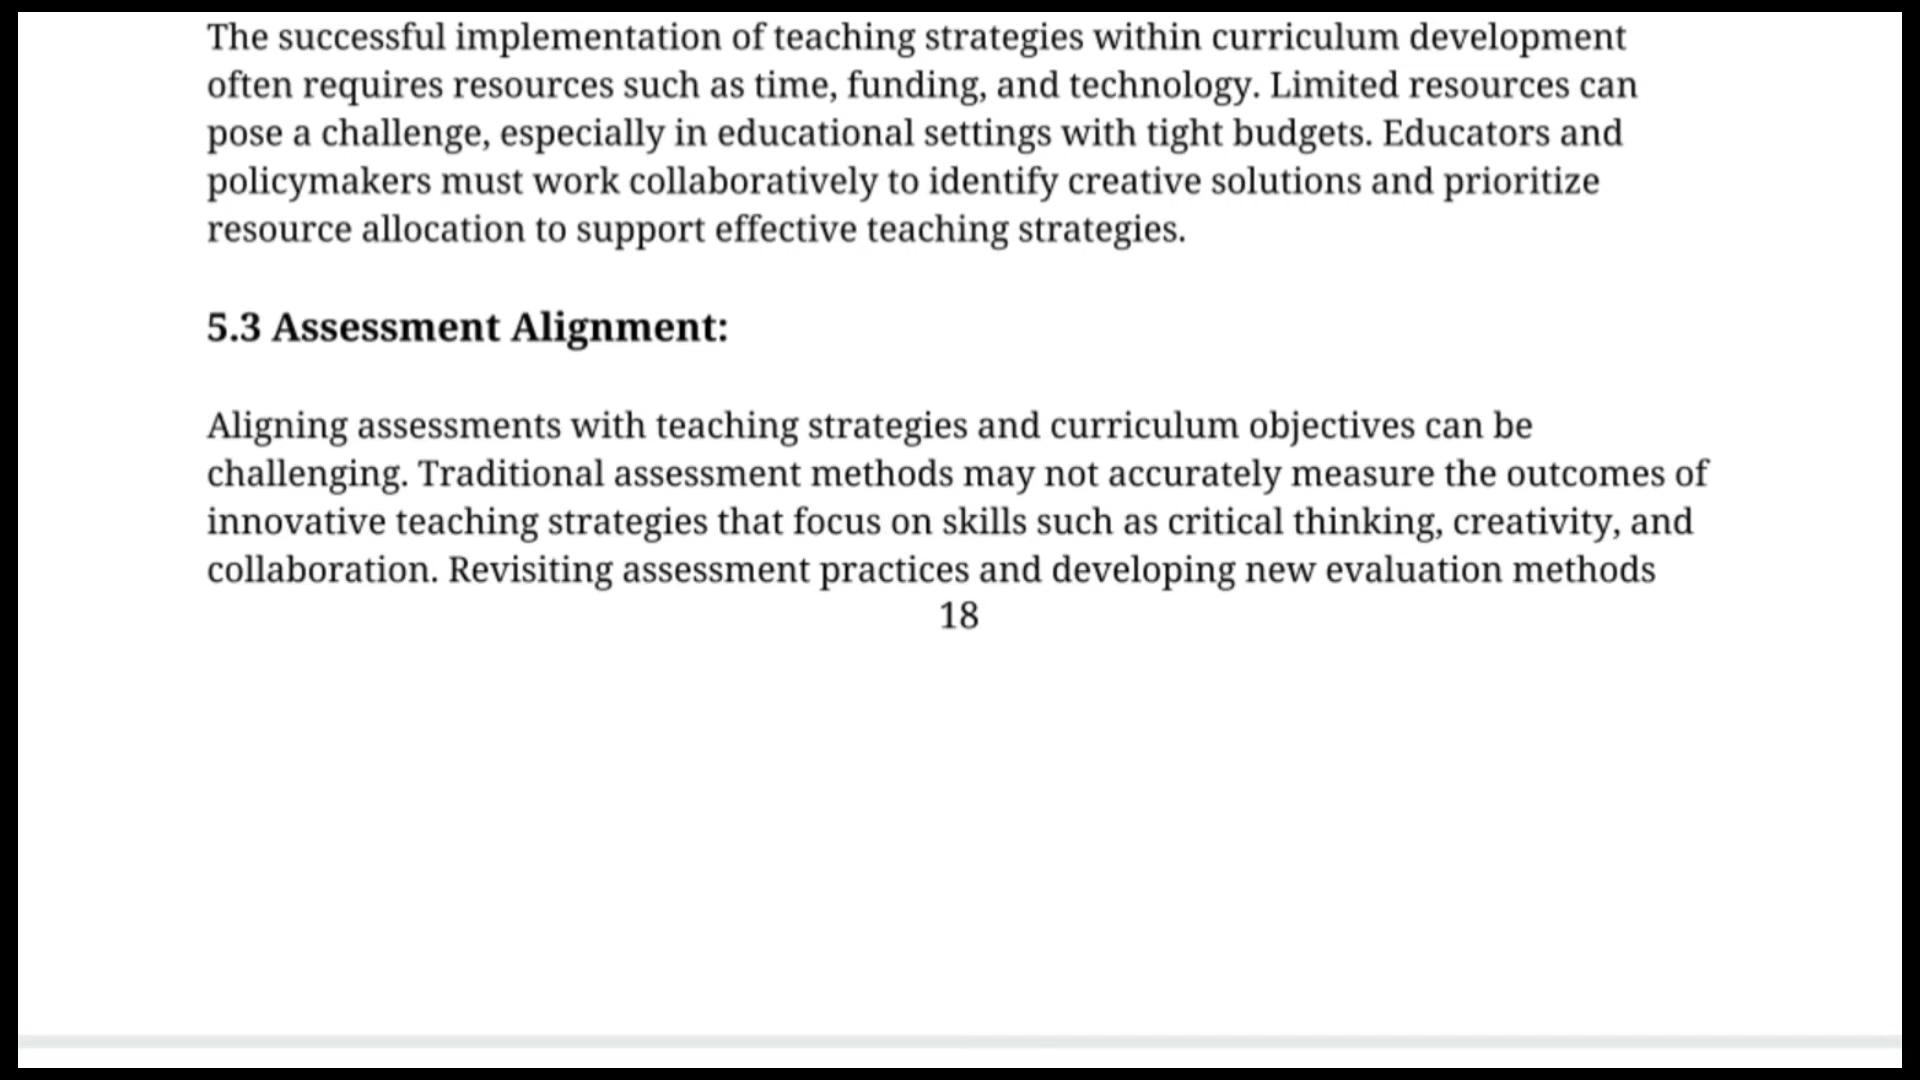 The successful implementation of teaching strategies within curriculum development
often requires resources such as time, funding, and technology. Limited resources can
pose a challenge, especially in educational settings with tight budgets. Educators and
policymakers must work collaboratively to identify creative solutions and prioritize
resource allocation to support effective teaching strategies.
5.3 Assessment Alignment:
Aligning assessments with teaching strategies and curriculum objectives can be
challenging. Traditional assessment methods may not accurately measure the outcomes of
innovative teaching strategies that focus on skills such as critical thinking, creativity, and
collaboration. Revisiting assessment practices and developing new evaluation methods
18